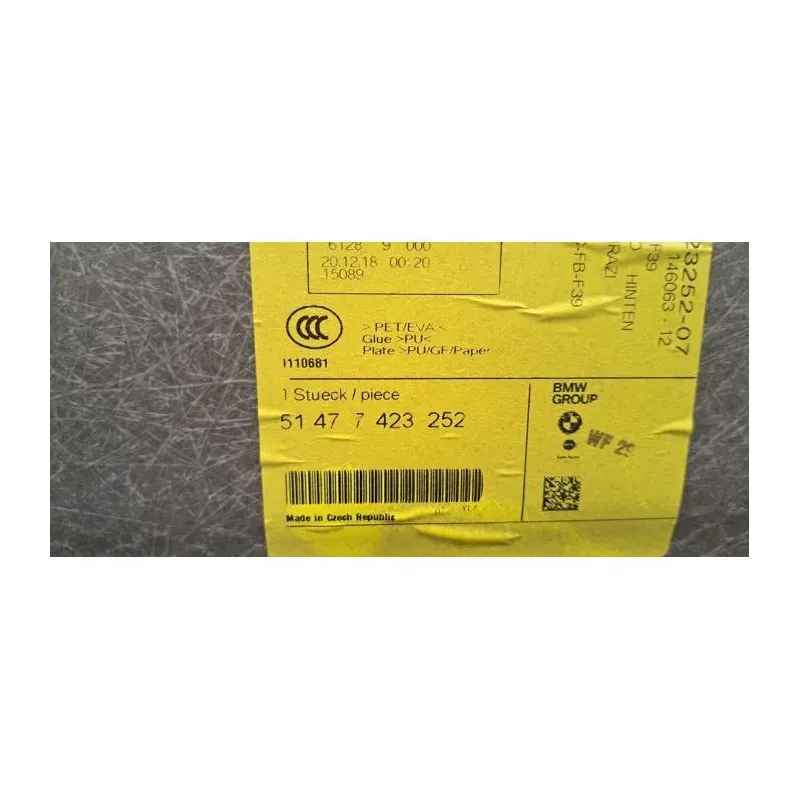 6128 9 000
20.12.18 00:20
15089
CCC
>PET/EVA<
Glue >PU<
Plate >PU/GF/Paper
I110681
1 Stueck / piece
51 47 7 423 252
Made in Czech Republic
BMW
GROUP
WF 29
23252-07
146063-12
F39
HINTEN
RAZI
-FB-F39